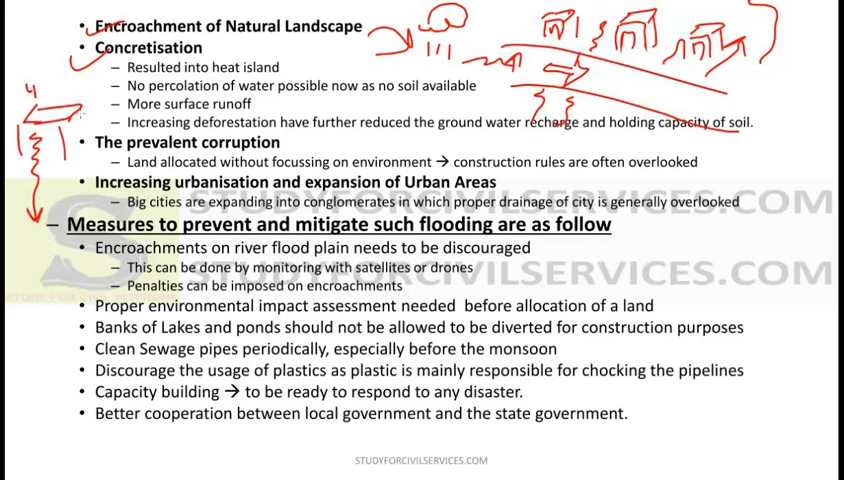 • Encroachment of Natural Landscape
• Concretisation
– Resulted into heat island
– No percolation of water possible now as no soil available
– More surface runoff
– Increasing deforestation have further reduced the ground water recharge and holding capacity of soil.
• The prevalent corruption
– Land allocated without focussing on environment → construction rules are often overlooked
• Increasing urbanisation and expansion of Urban Areas
– Big cities are expanding into conglomerates in which proper drainage of city is generally overlooked
– Measures to prevent and mitigate such flooding are as follow
• Encroachments on river flood plain needs to be discouraged
– This can be done by monitoring with satellites or drones
– Penalties can be imposed on encroachments
• Proper environmental impact assessment needed before allocation of a land
• Banks of Lakes and ponds should not be allowed to be diverted for construction purposes
• Clean Sewage pipes periodically, especially before the monsoon
• Discourage the usage of plastics as plastic is mainly responsible for chocking the pipelines
• Capacity building → to be ready to respond to any disaster.
• Better cooperation between local government and the state government.
STUDYFORCIVILSERVICES.COM
STUDYFORCIVILSERVICES.COM
STUDY FOR CIVIL SERVICES
STUDYFORCIVILSERVICES.COM